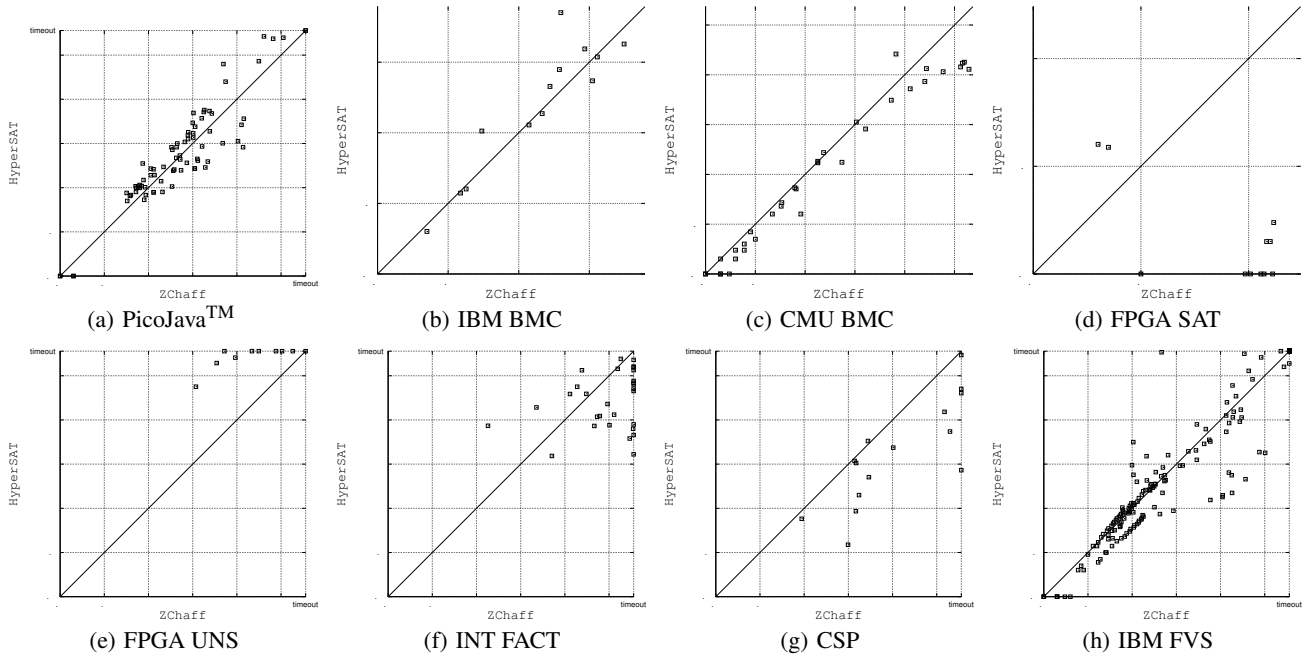 timeout
HyperSAT
timeout
ZChaff
(a) PicoJava™
HyperSAT
ZChaff
(b) IBM BMC
HyperSAT
ZChaff
(c) CMU BMC
HyperSAT
ZChaff
(d) FPGA SAT
timeout
HyperSAT
timeout
ZChaff
(e) FPGA UNS
timeout
HyperSAT
timeout
ZChaff
(f) INT FACT
timeout
HyperSAT
timeout
ZChaff
(g) CSP
timeout
HyperSAT
timeout
ZChaff
(h) IBM FVS